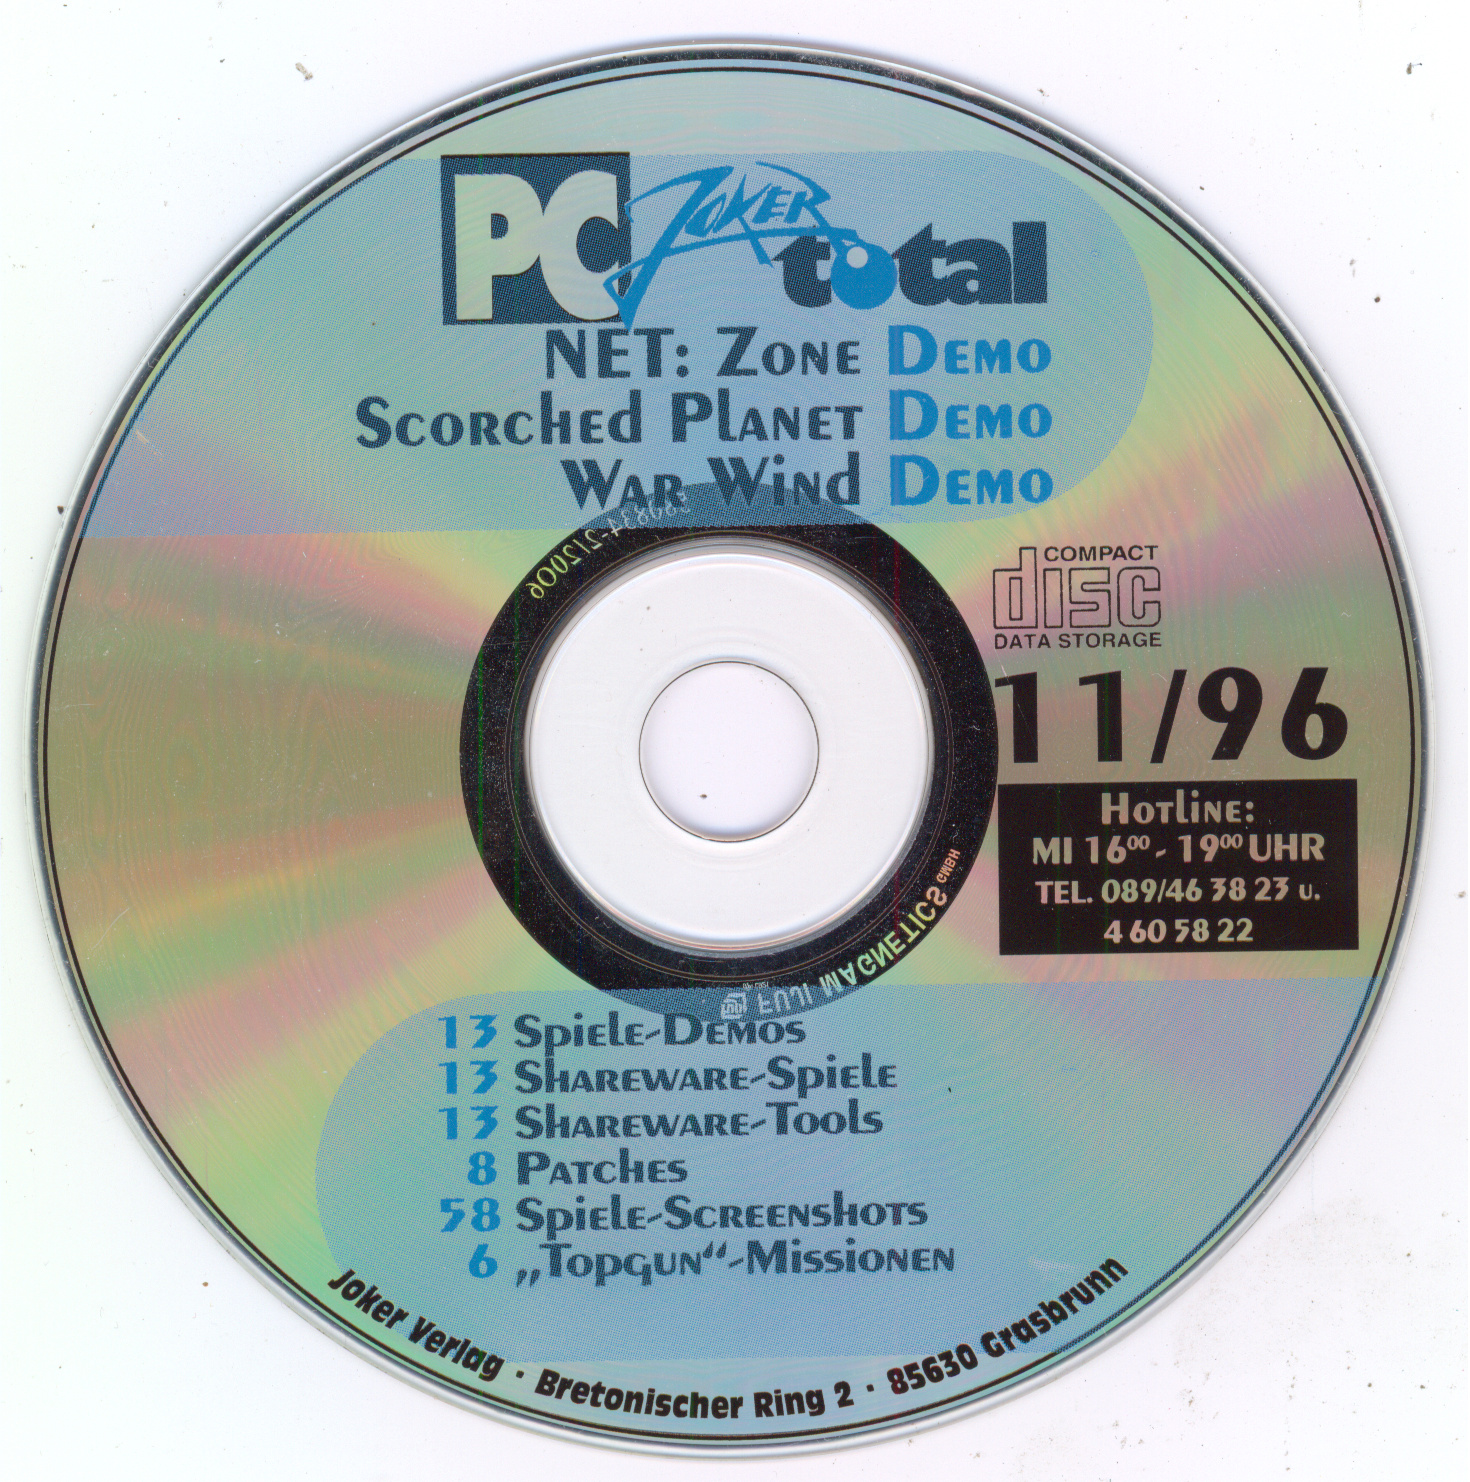 PC JOKER total
NET: ZONE DEMO
SCORCHED PLANET DEMO
WAR WIND DEMO
COMPACT
disc
DATA STORAGE
11/96
HOTLINE:
MI 16⁰⁰ - 19⁰⁰ UHR
TEL. 089/46 38 23 U.
4 60 58 22
FUJI MAGNETICS GMBH
13 SPIELE-DEMOS
13 SHAREWARE-SPIELE
13 SHAREWARE-TOOLS
8 PATCHES
58 SPIELE-SCREENSHOTS
6 „TOPGUN“-MISSIONEN
Joker Verlag · Bretonischer Ring 2 · 85630 Grasbrunn